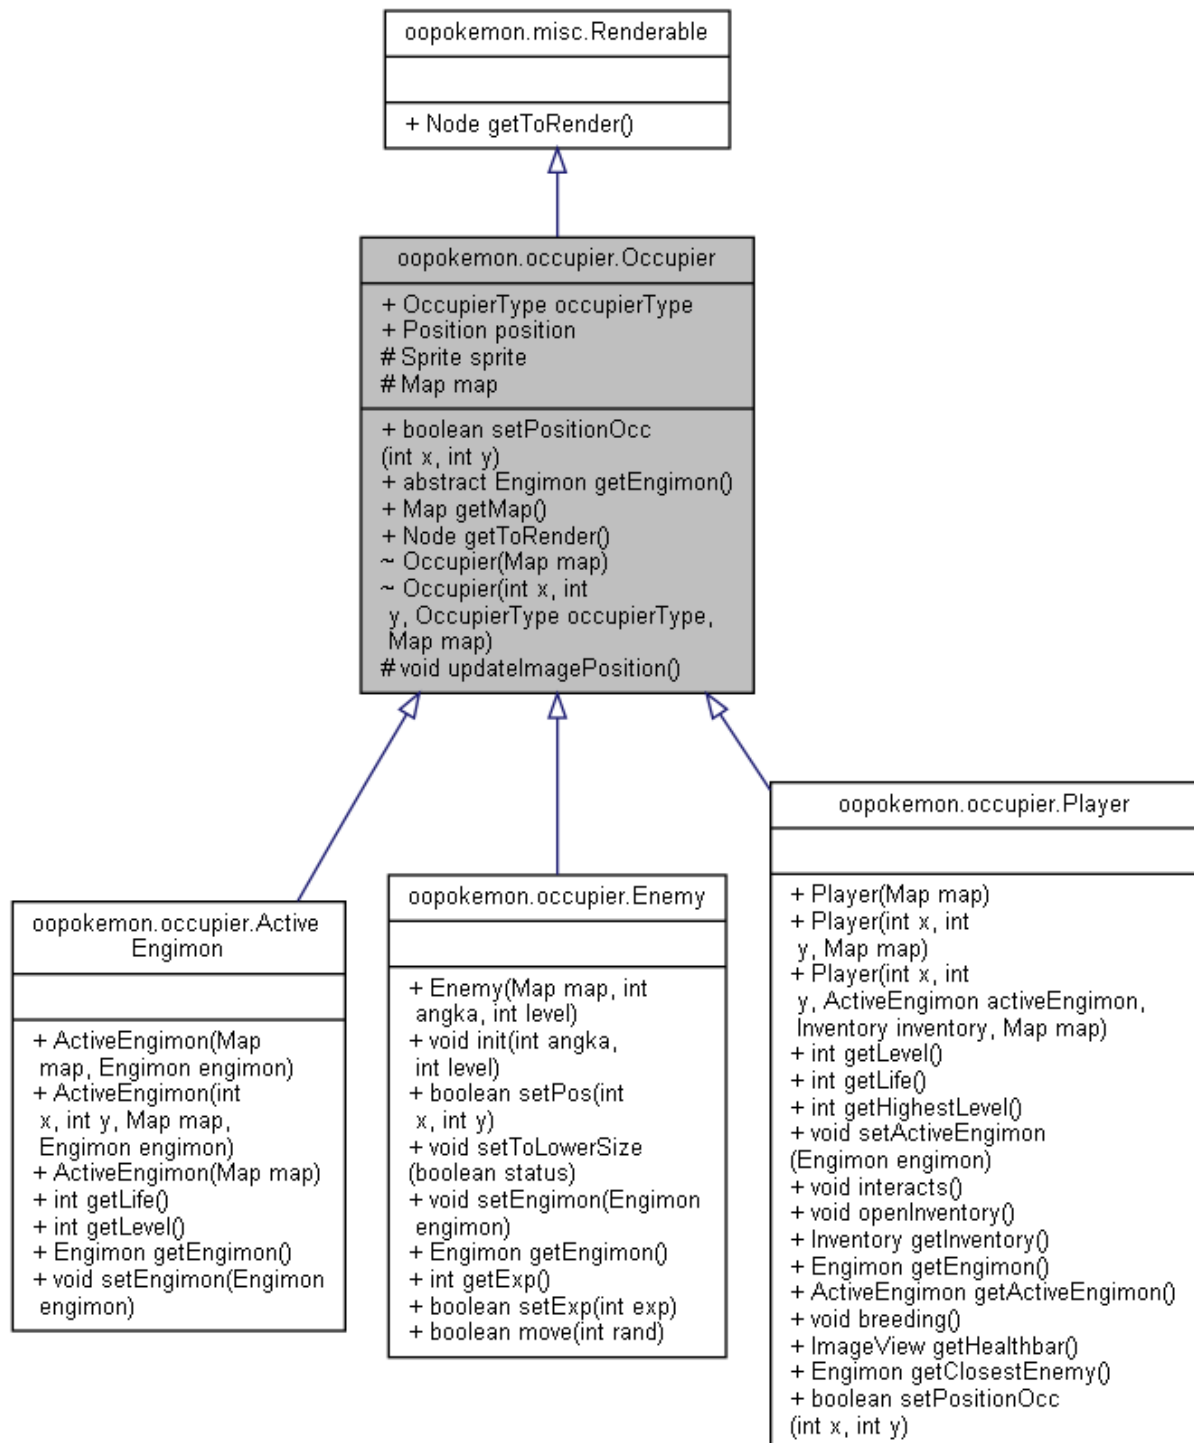 oopokemon.misc.Renderable
+ Node getToRender()
oopokemon.occupier.Occupier
+ OccupierType occupierType
+ Position position
# Sprite sprite
# Map map
+ boolean setPositionOcc
(int x, int y)
+ abstract Engimon getEngimon()
+ Map getMap()
+ Node getToRender()
~ Occupier(Map map)
~ Occupier(int x, int
y, OccupierType occupierType,
Map map)
# void updateImagePosition()
oopokemon.occupier.Active
Engimon
+ ActiveEngimon(Map
map, Engimon engimon)
+ ActiveEngimon(int
x, int y, Map map,
Engimon engimon)
+ ActiveEngimon(Map map)
+ int getLife()
+ int getLevel()
+ Engimon getEngimon()
+ void setEngimon(Engimon
engimon)
oopokemon.occupier.Enemy
+ Enemy(Map map, int
angka, int level)
+ void init(int angka,
int level)
+ boolean setPos(int
x, int y)
+ void setToLowerSize
(boolean status)
+ void setEngimon(Engimon
engimon)
+ Engimon getEngimon()
+ int getExp()
+ boolean setExp(int exp)
+ boolean move(int rand)
oopokemon.occupier.Player
+ Player(Map map)
+ Player(int x, int
y, Map map)
+ Player(int x, int
y, ActiveEngimon activeEngimon,
Inventory inventory, Map map)
+ int getLevel()
+ int getLife()
+ int getHighestLevel()
+ void setActiveEngimon
(Engimon engimon)
+ void interacts()
+ void openInventory()
+ Inventory getInventory()
+ Engimon getEngimon()
+ ActiveEngimon getActiveEngimon()
+ void breeding()
+ ImageView getHealthbar()
+ Engimon getClosestEnemy()
+ boolean setPositionOcc
(int x, int y)